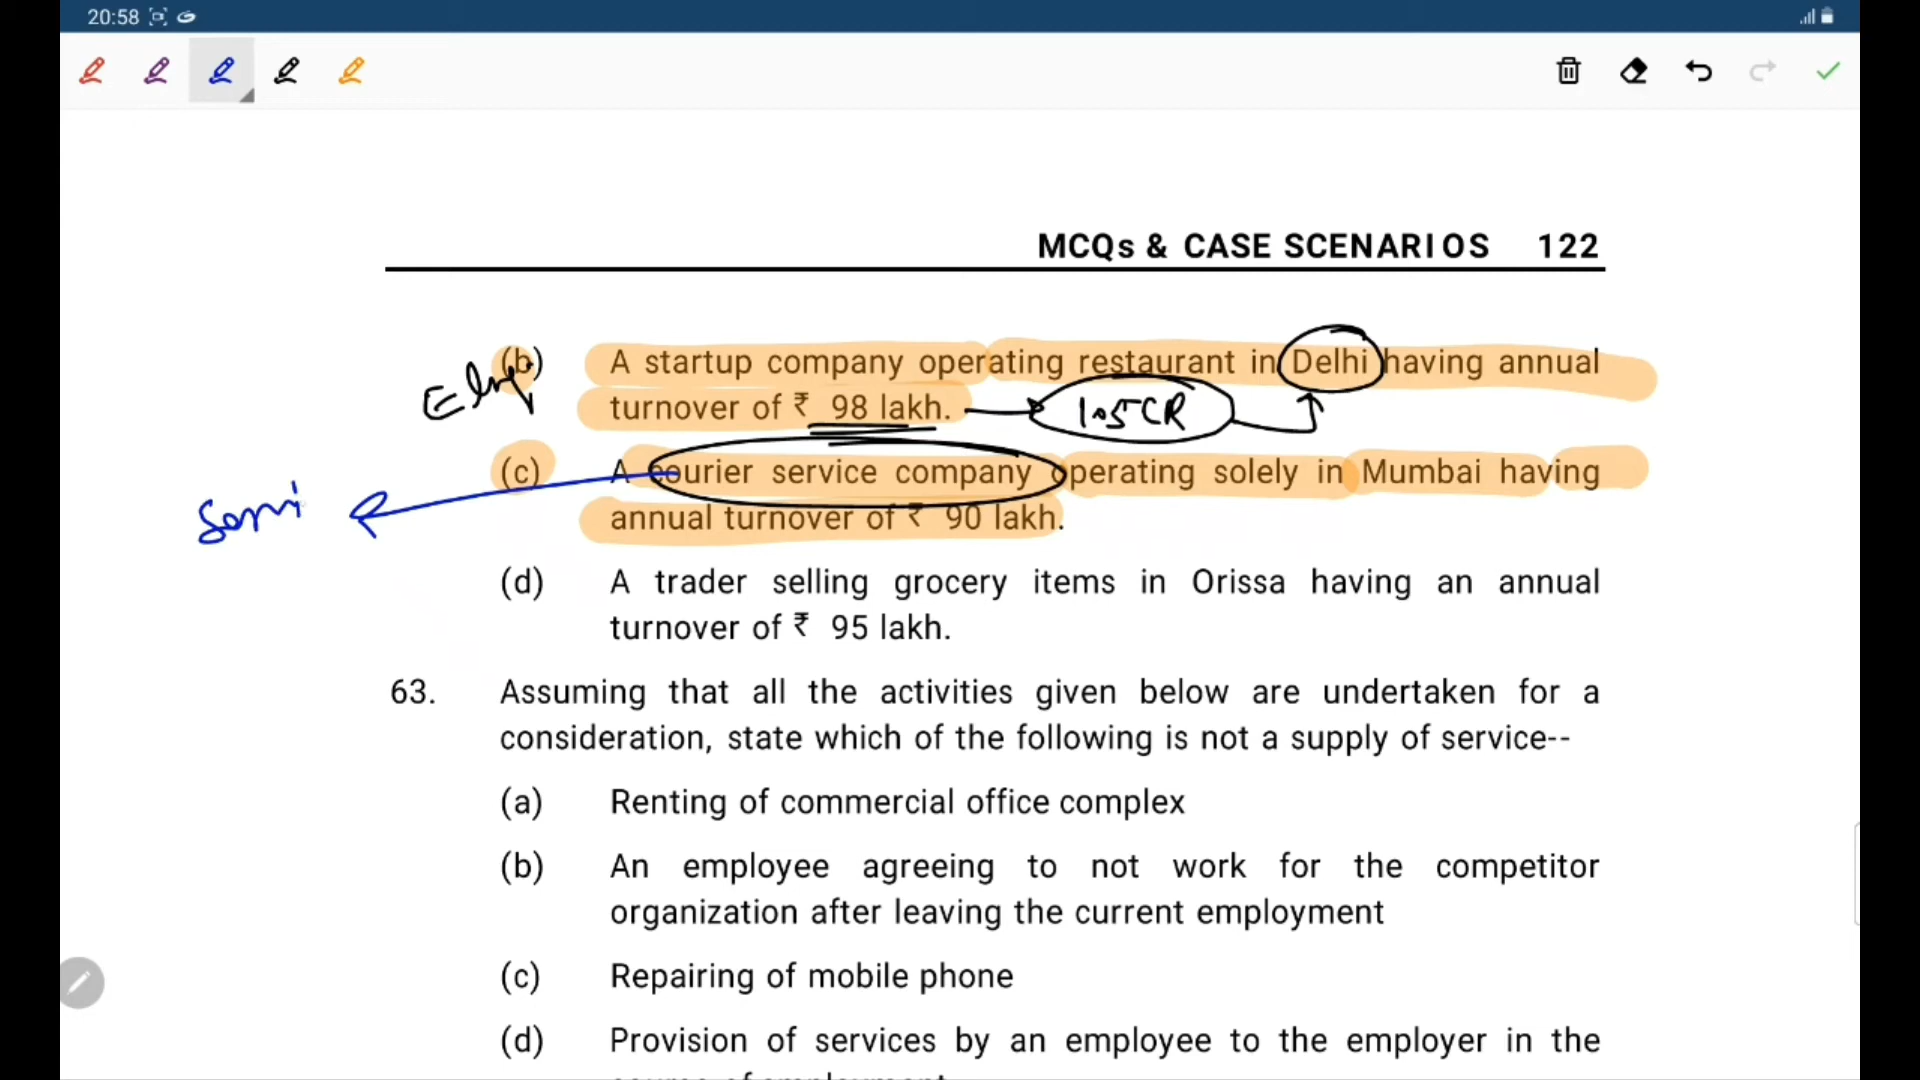 20:58
MCQs & CASE SCENARIOS 122
(b) A startup company operating restaurant in Delhi having annual
turnover of ₹ 98 lakh.
1.5 CR
(c) A courier service company operating solely in Mumbai having
annual turnover of ₹ 90 lakh.
(d) A trader selling grocery items in Orissa having an annual
turnover of ₹ 95 lakh.
63. Assuming that all the activities given below are undertaken for a
consideration, state which of the following is not a supply of service--
(a) Renting of commercial office complex
(b) An employee agreeing to not work for the competitor
organization after leaving the current employment
(c) Repairing of mobile phone
(d) Provision of services by an employee to the employer in the